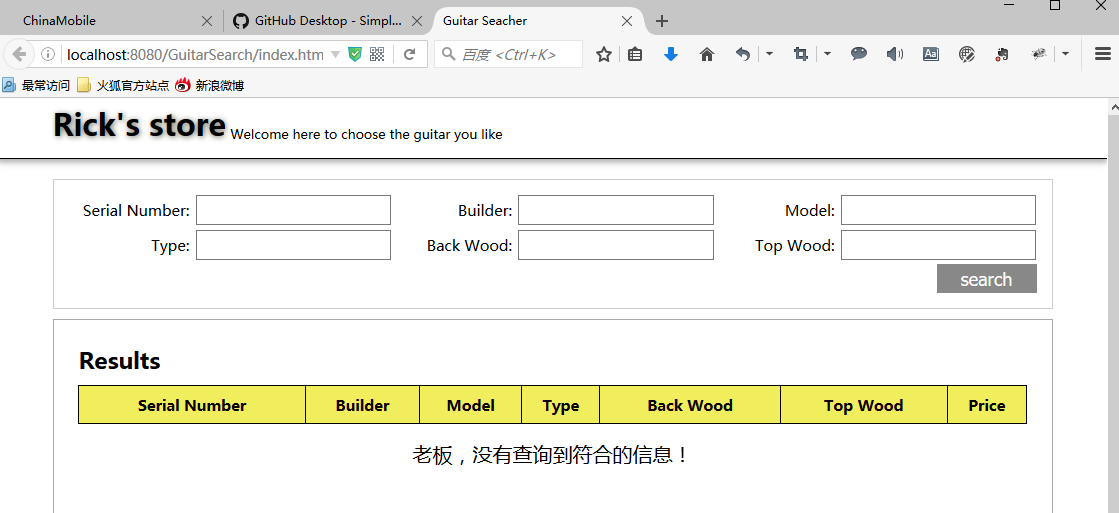 ChinaMobile
GitHub Desktop - Simpl...
Guitar Seacher
localhost:8080/GuitarSearch/index.htm
百度 <Ctrl+K>
最常访问 火狐官方站点 新浪微博
Rick's store Welcome here to choose the guitar you like
Serial Number: Builder: Model:
Type: Back Wood: Top Wood:
search
Results
Serial Number Builder Model Type Back Wood Top Wood Price
老板，没有查询到符合的信息！